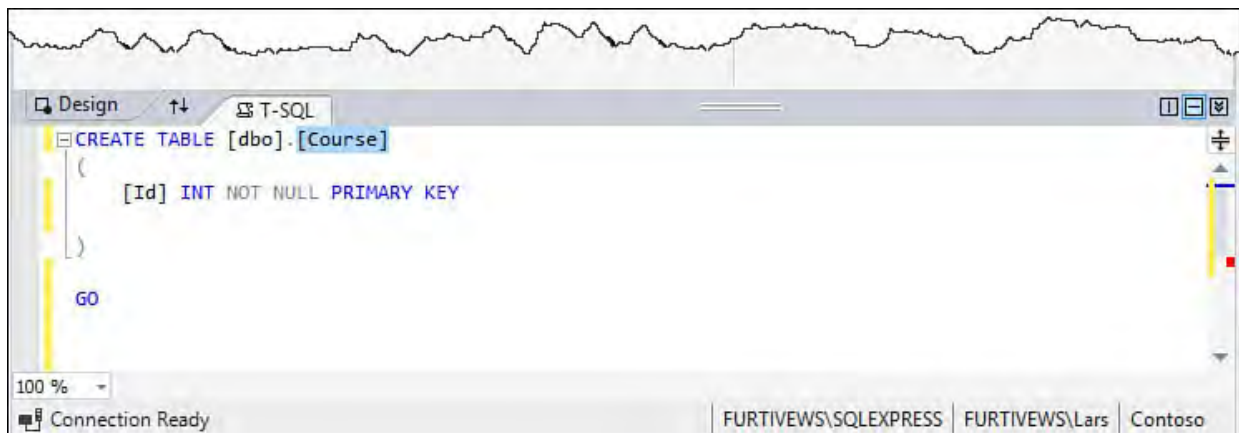 Design T-SQL
CREATE TABLE [dbo].[Course]
(
[Id] INT NOT NULL PRIMARY KEY
)
GO
100 %
Connection Ready FURTIVEWS\SQLEXPRESS FURTIVEWS\Lars Contoso